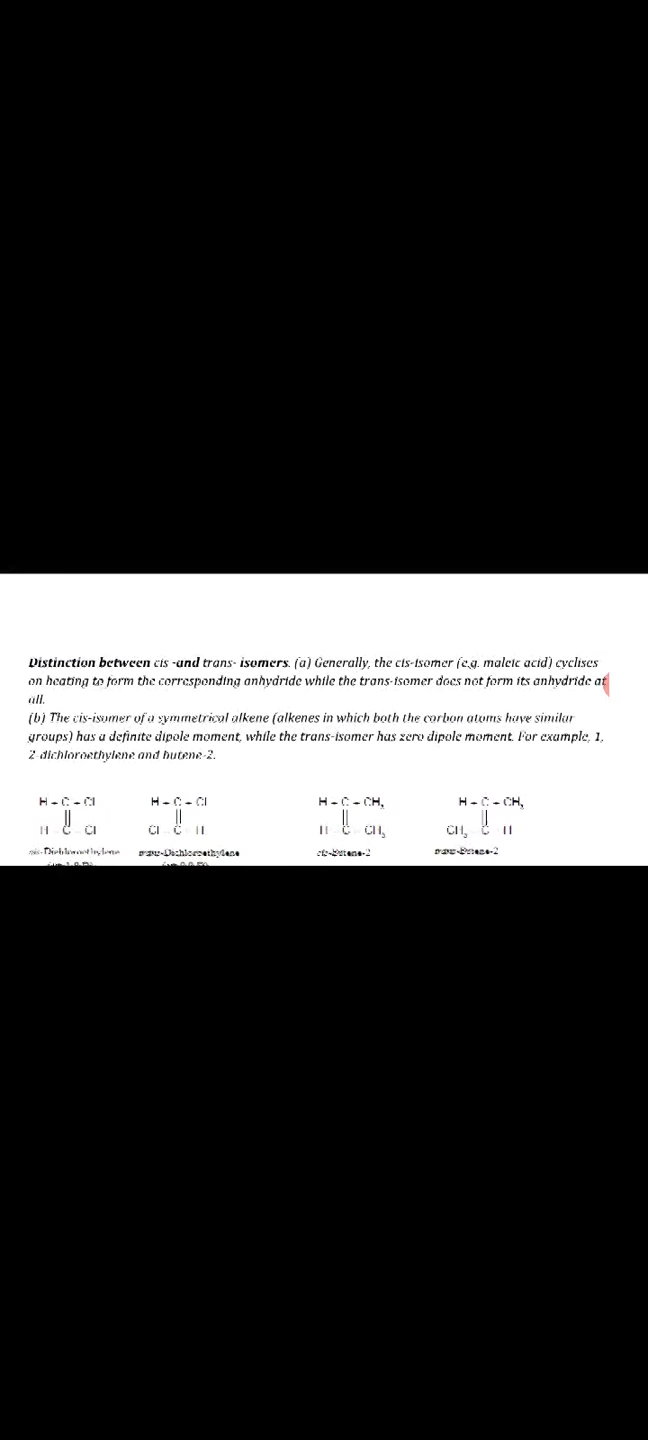 Distinction between cis -and trans- isomers. (a) Generally, the cis-isomer (e.g. maleic acid) cyclises
on heating to form the corresponding anhydride while the trans-isomer does not form its anhydride at
all.
(b) The cis-isomer of a symmetrical alkene (alkenes in which both the carbon atoms have similar
groups) has a definite dipole moment, while the trans-isomer has zero dipole moment. For example, 1,
2-dichloroethylene and butene-2.
H – C – Cl H – C – Cl H – C – CH₃ H – C – CH₃
|| || || ||
H – C – Cl Cl – C – H H – C – CH₃ CH₃ – C – H
cis-Dichloroethylene trans-Dichloroethylene cis-Butene-2 trans-Butene-2